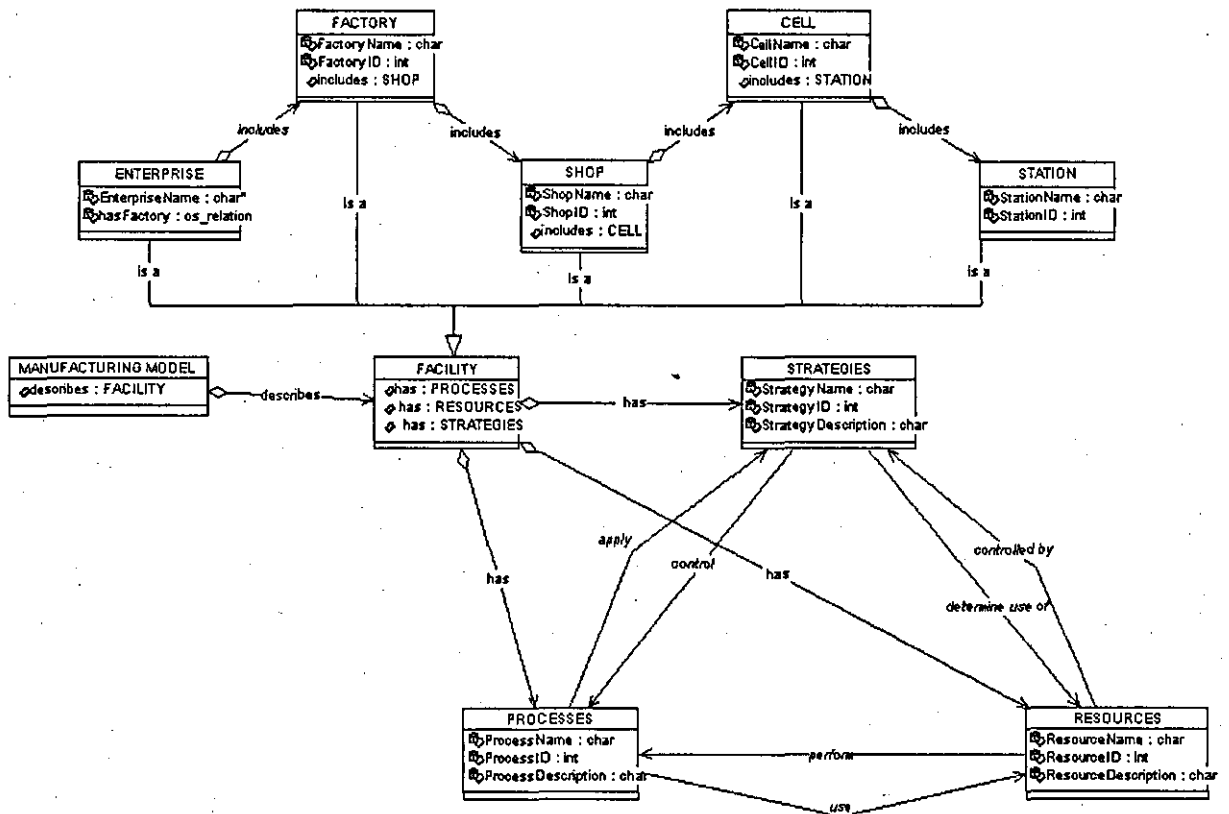 FACTORY
FactoryName : char
FactoryID : int
includes : SHOP
CELL
CellName : char
CellID : int
includes : STATION
includes
includes
includes
includes
ENTERPRISE
EnterpriseName : char*
hasFactory : os_relation
SHOP
ShopName : char
ShopID : int
includes : CELL
STATION
StationName : char
StationID : int
is a
is a
is a
is a
is a
MANUFACTURING MODEL
describes : FACILITY
describes
FACILITY
has : PROCESSES
has : RESOURCES
has : STRATEGIES
has
STRATEGIES
StrategyName : char
StrategyID : int
StrategyDescription : char
apply
control
has
has
controlled by
determine use of
PROCESSES
ProcessName : char
ProcessID : int
ProcessDescription : char
perform
use
RESOURCES
ResourceName : char
ResourceID : int
ResourceDescription : char